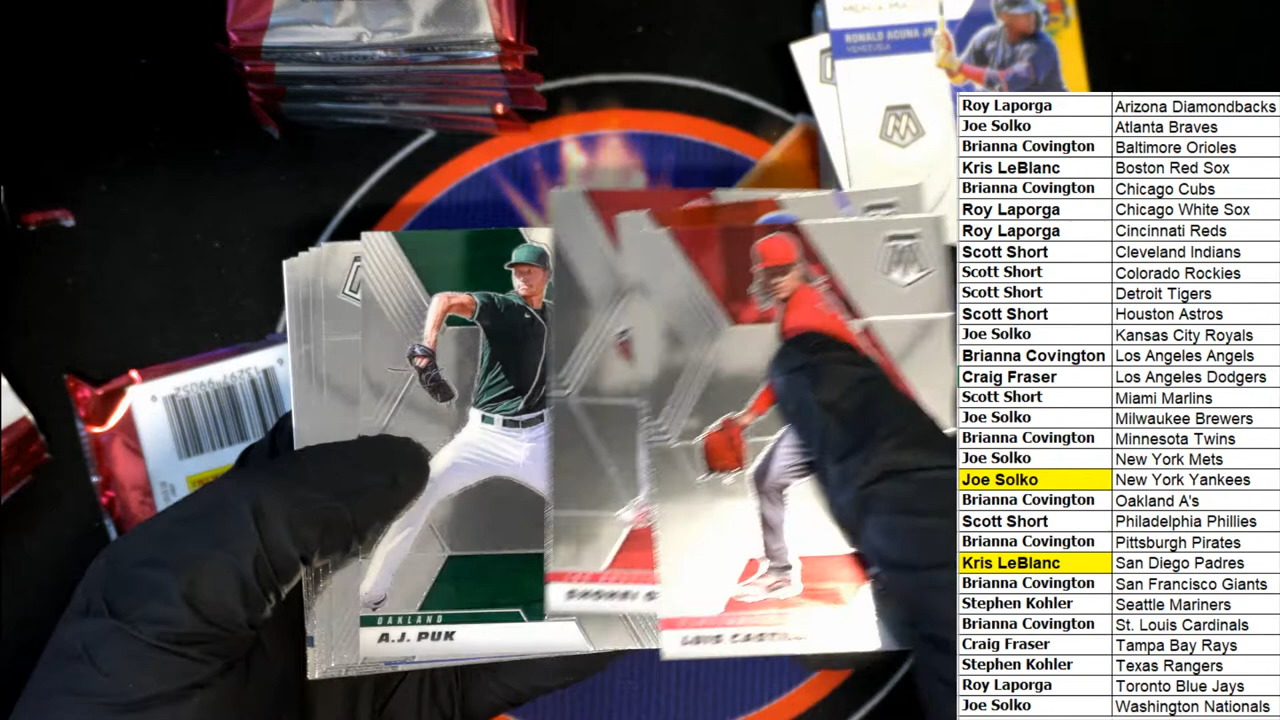 RONALD ACUNA JR.
VENEZUELA
Roy Laporga Arizona Diamondbacks
Joe Solko Atlanta Braves
Brianna Covington Baltimore Orioles
Kris LeBlanc Boston Red Sox
Brianna Covington Chicago Cubs
Roy Laporga Chicago White Sox
Roy Laporga Cincinnati Reds
Scott Short Cleveland Indians
Scott Short Colorado Rockies
Scott Short Detroit Tigers
Scott Short Houston Astros
Joe Solko Kansas City Royals
Brianna Covington Los Angeles Angels
Craig Fraser Los Angeles Dodgers
Scott Short Miami Marlins
Joe Solko Milwaukee Brewers
Brianna Covington Minnesota Twins
Joe Solko New York Mets
Joe Solko New York Yankees
Brianna Covington Oakland A's
Scott Short Philadelphia Phillies
Brianna Covington Pittsburgh Pirates
Kris LeBlanc San Diego Padres
Brianna Covington San Francisco Giants
Stephen Kohler Seattle Mariners
Brianna Covington St. Louis Cardinals
Craig Fraser Tampa Bay Rays
Stephen Kohler Texas Rangers
Roy Laporga Toronto Blue Jays
Joe Solko Washington Nationals
OAKLAND
A.J. PUK
SHOHEI
LUIS